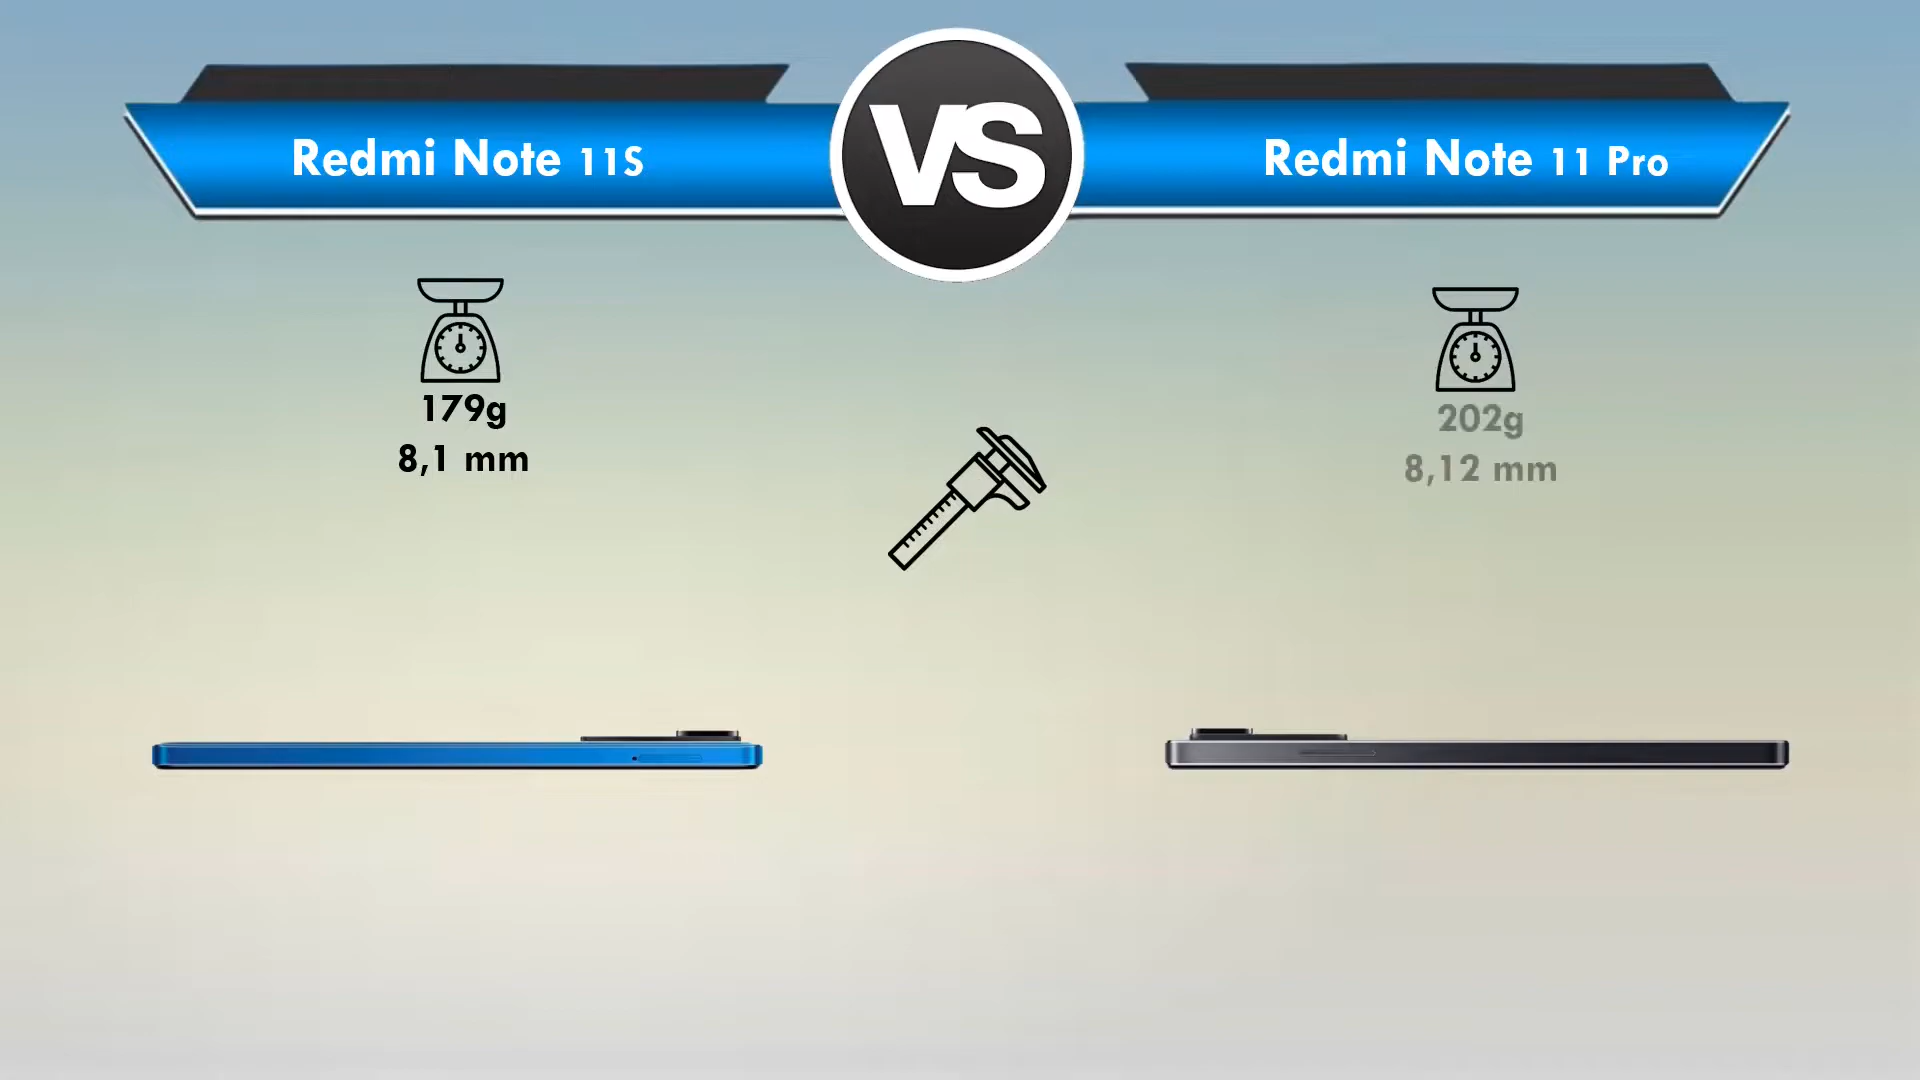 Redmi Note 11S
VS
Redmi Note 11 Pro
179g
8,1 mm
202g
8,12 mm